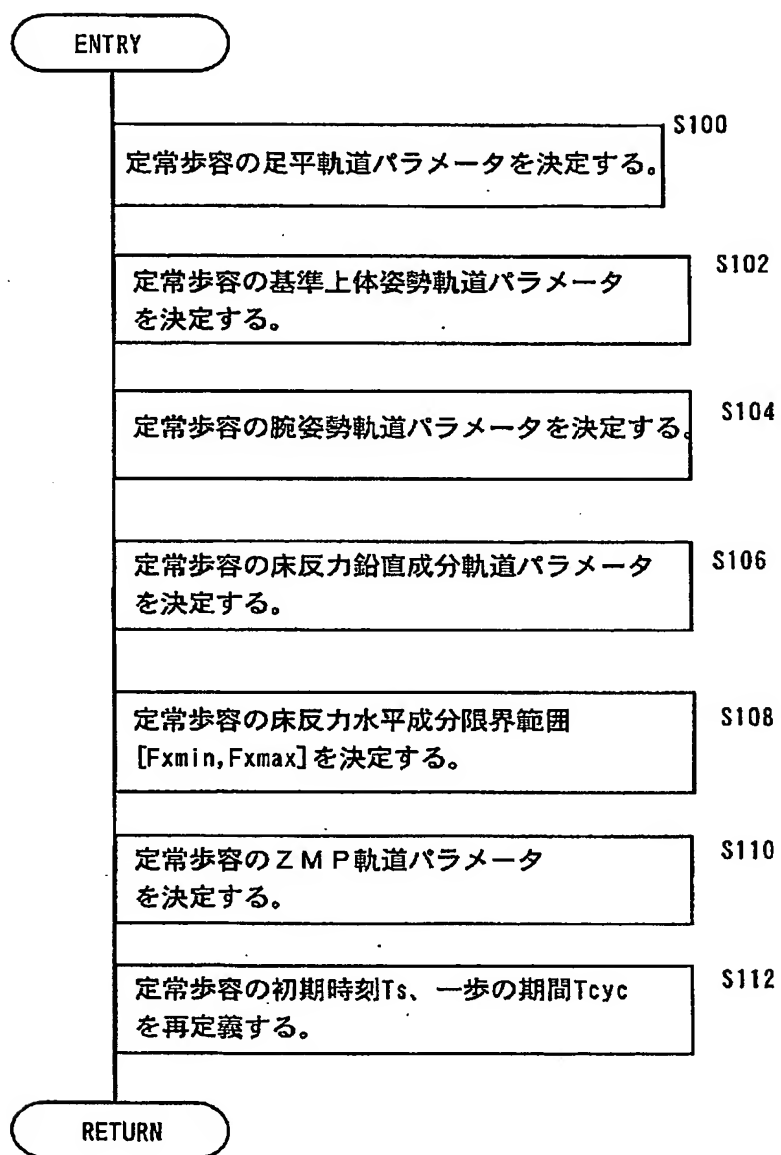 ENTRY
S100
定常歩容の足平軌道パラメータを決定する。
S102
定常歩容の基準上体姿勢軌道パラメータ
を決定する。
S104
定常歩容の腕姿勢軌道パラメータを決定する。
S106
定常歩容の床反力鉛直成分軌道パラメータ
を決定する。
S108
定常歩容の床反力水平成分限界範囲
[Fxmin,Fxmax]を決定する。
S110
定常歩容のZMP軌道パラメータ
を決定する。
S112
定常歩容の初期時刻Ts、一歩の期間Tcyc
を再定義する。
RETURN